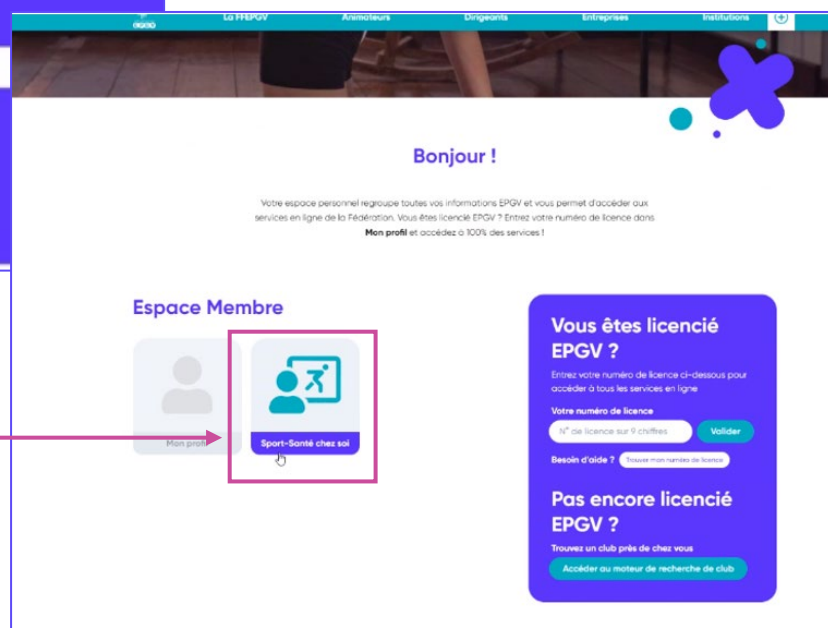 La FFEPGV
Animateurs
Dirigeants
Entreprises
Institutions
Bonjour !
Votre espace personnel regroupe toutes vos informations EPGV et vous permet d'accéder aux
services en ligne de la Fédération. Vous êtes licencié EPGV ? Entrez votre numéro de licence dans
Mon profil et accédez à 100% des services !
Espace Membre
Mon profil
Sport-Santé chez soi
Vous êtes licencié
EPGV ?
Entrez votre numéro de licence ci-dessous pour
accéder à tous les services en ligne
Votre numéro de licence
N° de licence sur 9 chiffres
Valider
Besoin d'aide ?
Trouver mon numéro de licence
Pas encore licencié
EPGV ?
Trouvez un club près de chez vous
Accéder au moteur de recherche de club